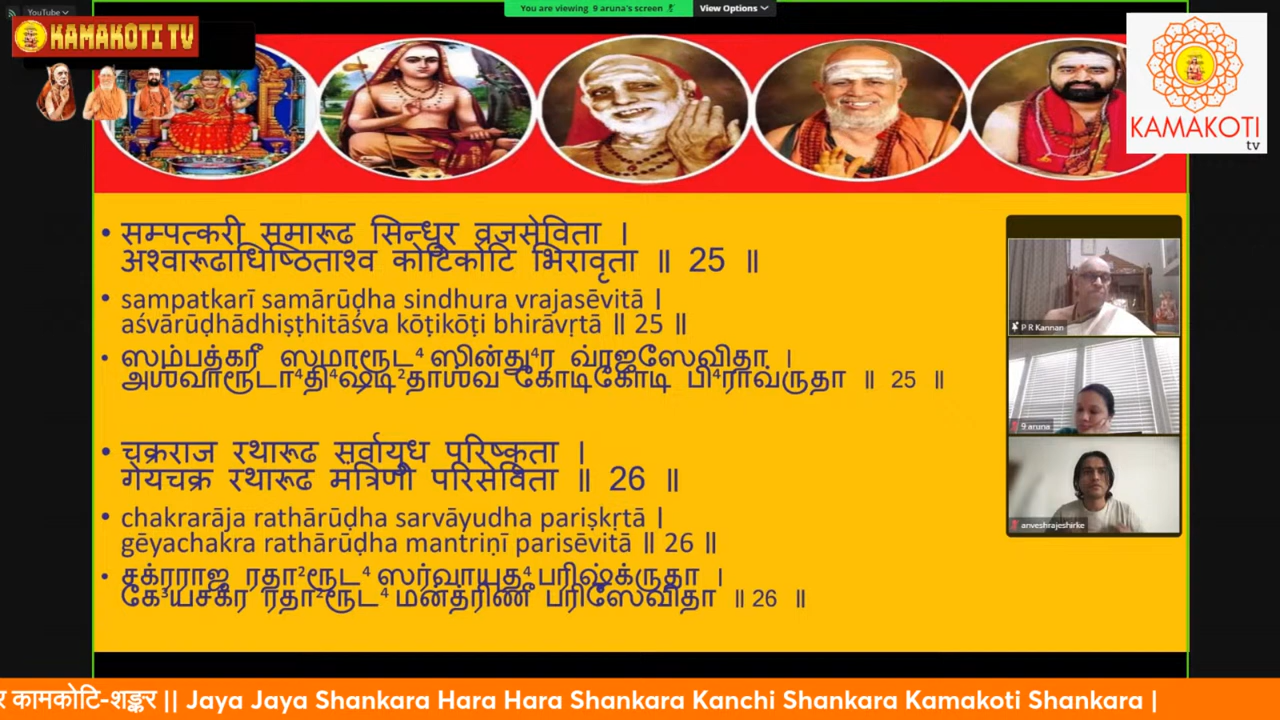 YouTube
You are viewing 9 aruna's screen
View Options
KAMAKOTI TV
KAMAKOTI
tv
• सम्पत्करी समारूढ सिन्धुर व्रजसेविता ।
अश्वारूढाधिष्ठिताश्व कोटिकोटि भिरावृता ॥ 25 ॥
• sampatkarī samārūḍha sindhura vrajasēvitā |
aśvārūḍhādhiṣṭhitāśva kōṭikōṭi bhirāvṛtā ॥ 25 ॥
• ஸம்பத்கரீ ஸமாரூட⁴ ஸின்து⁴ர வ்ரஜஸேவிதா ।
அஶ்வாரூடா⁴தி⁴ஷ்டி²தாஶ்வ கோடிகோடி பி⁴ராவ்ருதா ॥ 25 ॥
• चक्रराज रथारूढ सर्वायुध परिष्कृता ।
गेयचक्र रथारूढ मंत्रिणी परिसेविता ॥ 26 ॥
• chakrarāja rathārūḍha sarvāyudha pariṣkṛtā |
gēyachakra rathārūḍha mantriṇī parisēvitā ॥ 26 ॥
• சக்ரராஜ ரதா²ரூட⁴ ஸர்வாயுத⁴ பரிஷ்க்ருதா ।
கே³யசக்ர ரதா²ரூட⁴ மன்த்ரிணீ பரிஸேவிதா ॥ 26 ॥
P R Kannan
9 aruna
anveshrajeshirke
र कामकोटि-शङ्कर || Jaya Jaya Shankara Hara Hara Shankara Kanchi Shankara Kamakoti Shankara |